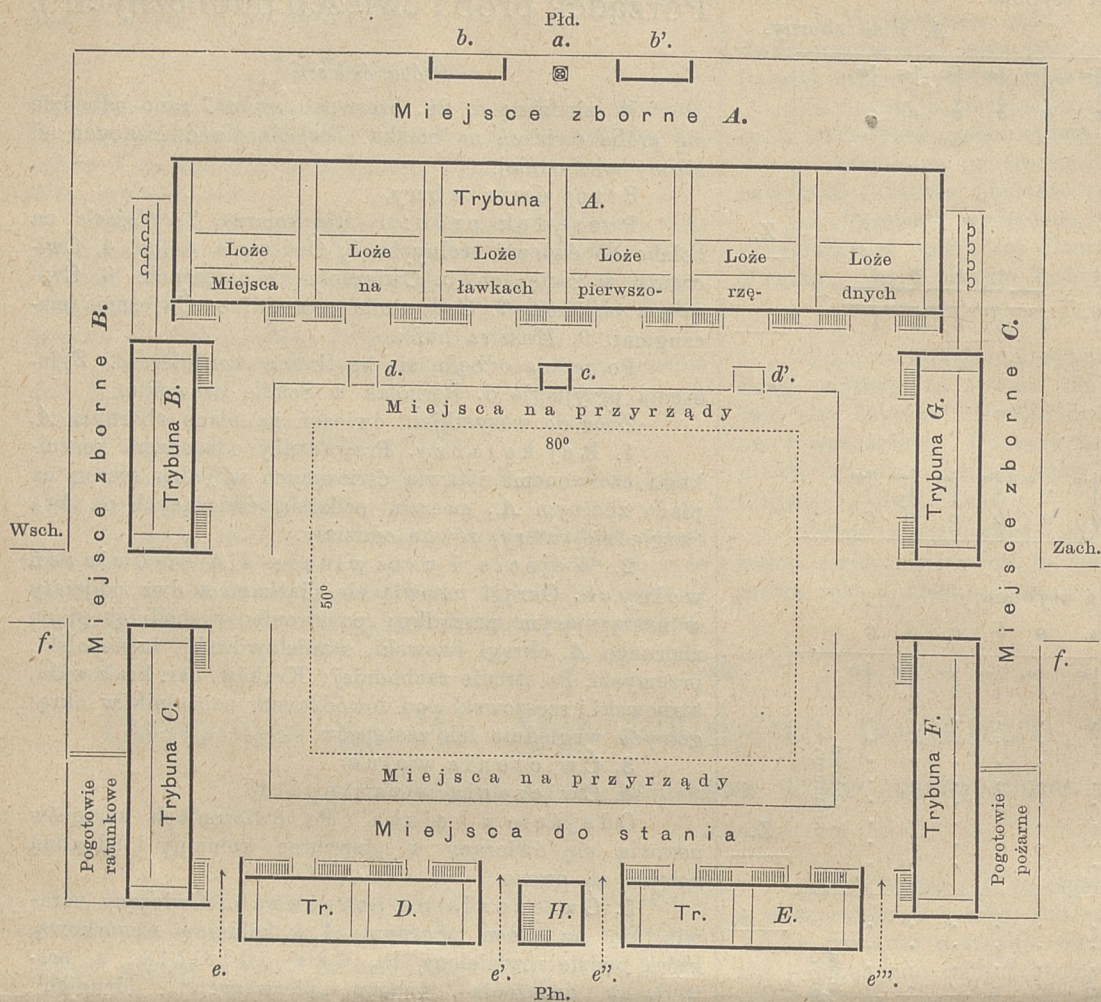 Płd.
b. a. b'.
Miejsce zborne A.
Trybuna A.
Loże Loże Loże Loże Loże Loże
Miejsca na ławkach pierwszo- rzę- dnych
Miejsce zborne B.
Trybuna B.
d. c. d'.
Miejsca na przyrządy
80⁰
50⁰
Trybuna G.
Miejsce zborne C.
Wsch.
Zach.
f.
f.
Trybuna C.
Trybuna F.
Miejsca na przyrządy
Miejsca do stania
Pogotowie
ratunkowe
Pogotowie
pożarne
Tr. D. H. Tr. E.
e. e'. e''. e'''.
Płn.